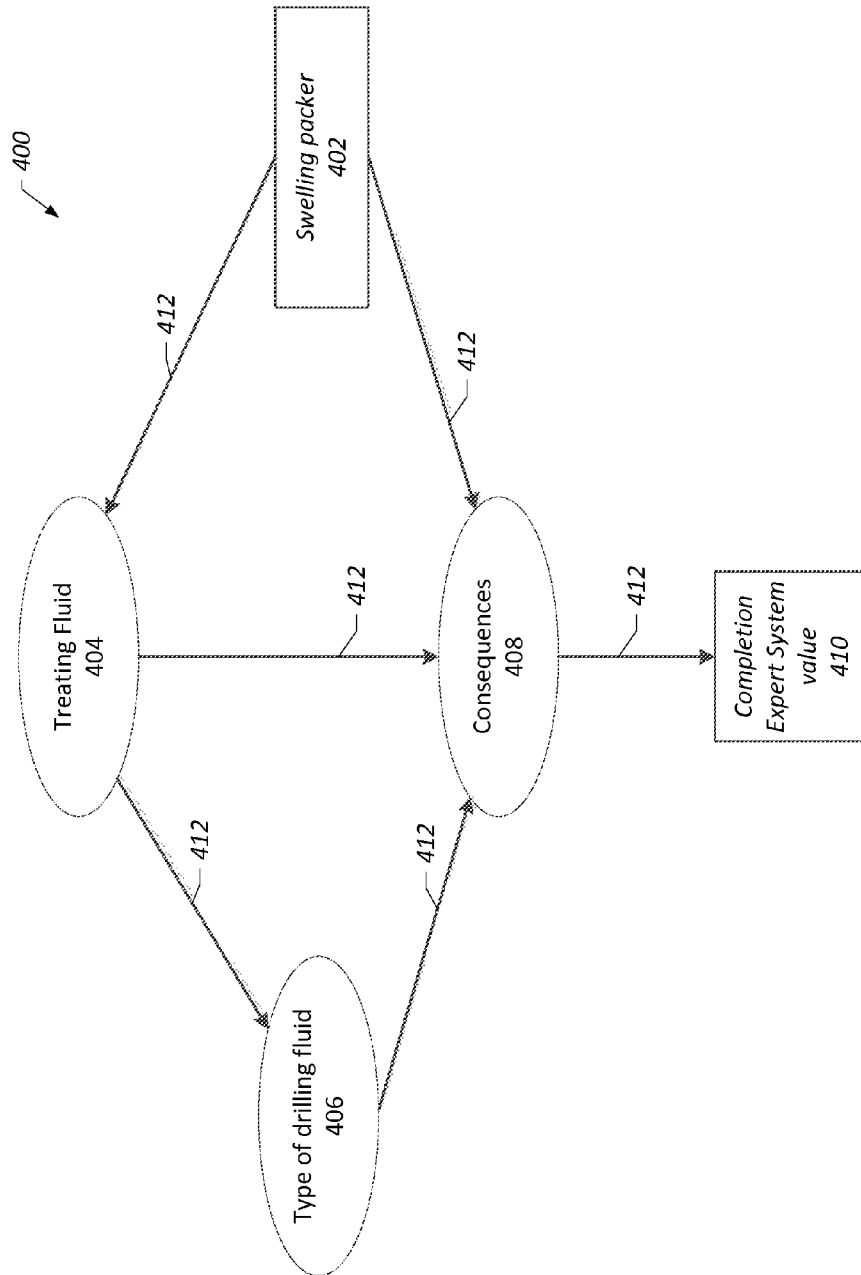 400
Treating Fluid
404
412
412
Type of drilling fluid
406
Swelling packer
402
412
412
412
Consequences
408
412
Completion
Expert System
value
410